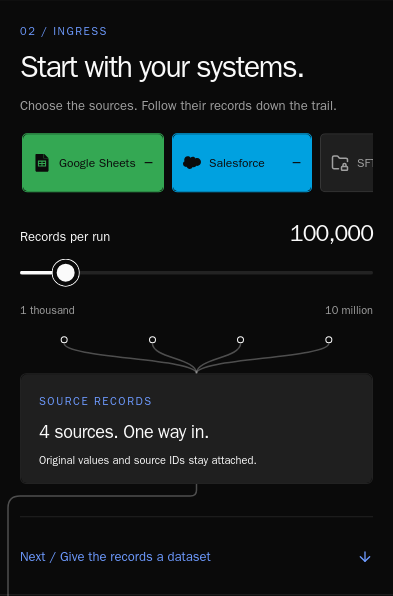 02 / INGRESS
Start with your systems.
Choose the sources. Follow their records down the trail.
Google Sheets –
Salesforce –
SFT
Records per run
100,000
1 thousand
10 million
SOURCE RECORDS
4 sources. One way in.
Original values and source IDs stay attached.
Next / Give the records a dataset ↓